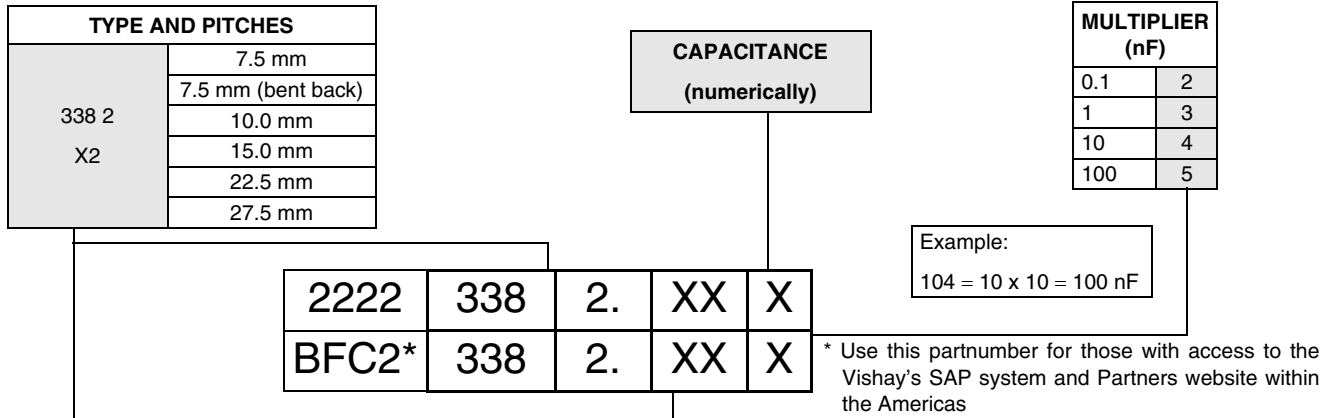 TYPE AND PITCHES
338 2
X2
7.5 mm
7.5 mm (bent back)
10.0 mm
15.0 mm
22.5 mm
27.5 mm
CAPACITANCE
(numerically)
MULTIPLIER
(nF)
0.1 2
1 3
10 4
100 5
Example:
104 = 10 x 10 = 100 nF
2222 338 2. XX X
BFC2* 338 2. XX X
* Use this partnumber for those with access to the
Vishay's SAP system and Partners website within
the Americas